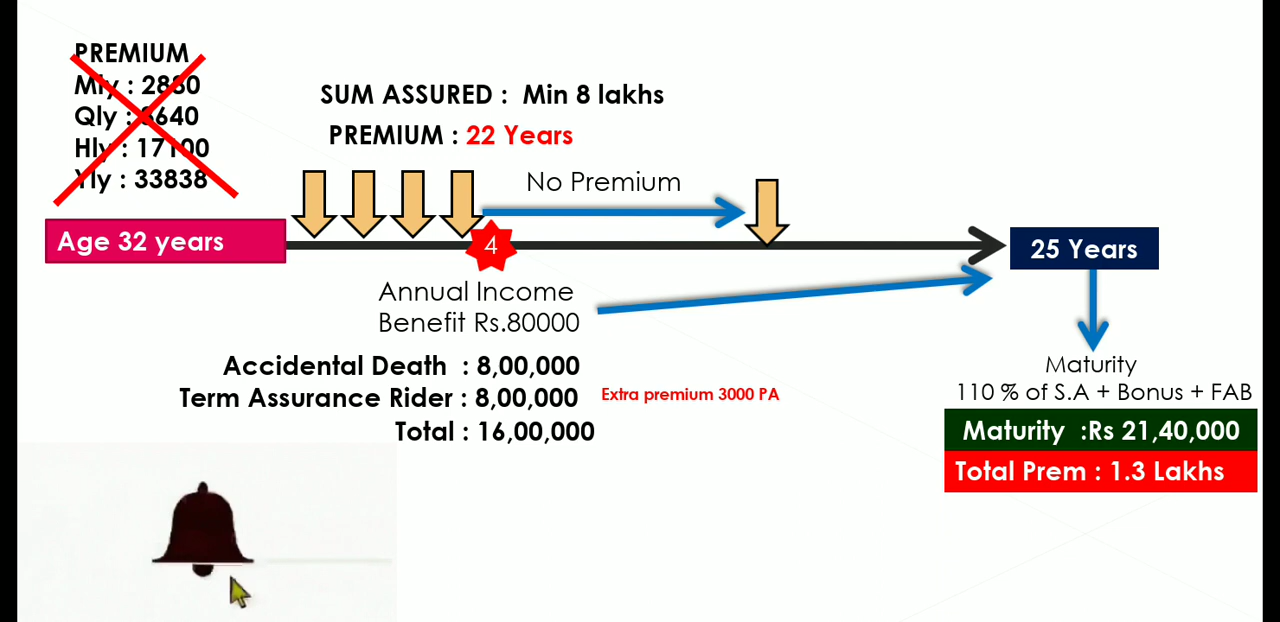 PREMIUM
Mly : 2880
Qly : 8640
Hly : 17100
Yly : 33838
SUM ASSURED : Min 8 lakhs
PREMIUM : 22 Years
No Premium
Age 32 years
4
25 Years
Annual Income
Benefit Rs.80000
Accidental Death : 8,00,000
Term Assurance Rider : 8,00,000
Extra premium 3000 PA
Total : 16,00,000
Maturity
110 % of S.A + Bonus + FAB
Maturity :Rs 21,40,000
Total Prem : 1.3 Lakhs